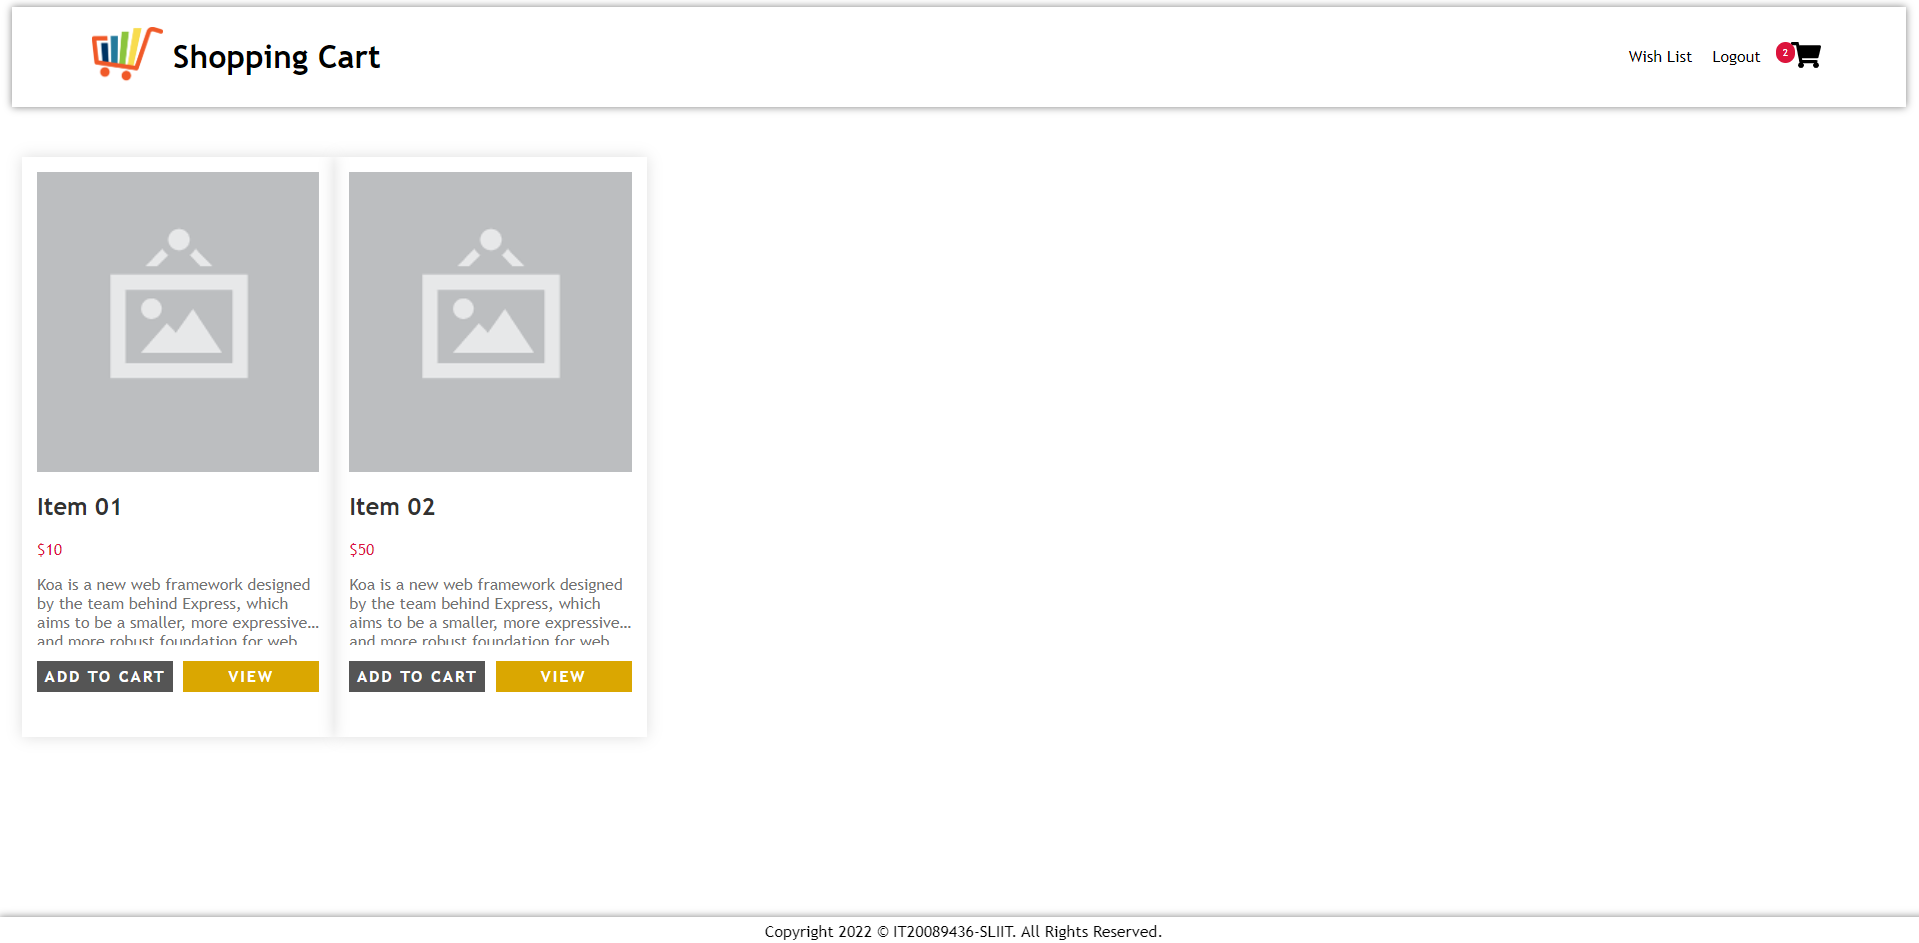 Shopping Cart
Wish List Logout 2
Item 01
$10
Koa is a new web framework designed
by the team behind Express, which
aims to be a smaller, more expressive...
and more robust foundation for web
ADD TO CART VIEW
Item 02
$50
Koa is a new web framework designed
by the team behind Express, which
aims to be a smaller, more expressive...
and more robust foundation for web
ADD TO CART VIEW
Copyright 2022 © IT20089436-SLIIT. All Rights Reserved.